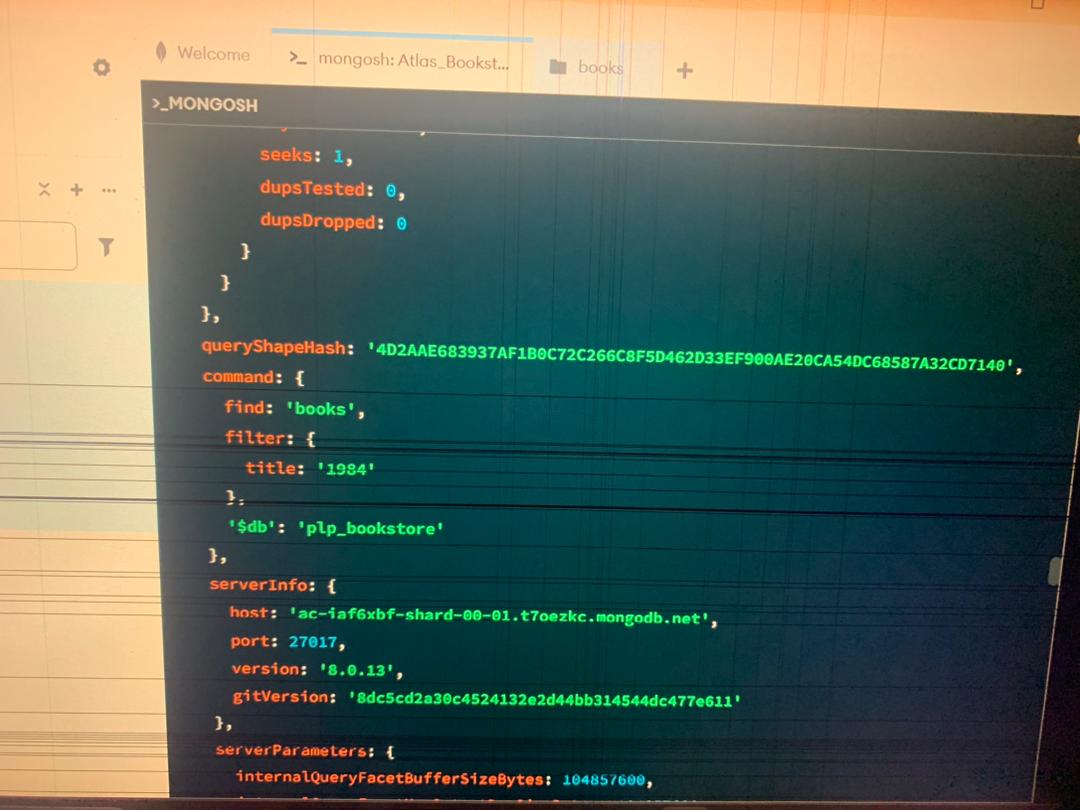 Welcome
mongosh: Atlas_Bookst...
books
>_MONGOSH
seeks: 1,
dupsTested: 0,
dupsDropped: 0
}
}
},
queryShapeHash: '4D2AAE683937AF1B0C72C266C8F5D462D33EF900AE20CA54DC68587A32CD7140',
command: {
find: 'books',
filter: {
title: '1984'
},
'$db': 'plp_bookstore'
},
serverInfo: {
host: 'ac-iaf6xbf-shard-00-01.t7oezkc.mongodb.net',
port: 27017,
version: '8.0.13',
gitVersion: '8dc5cd2a30c4524132e2d44bb314544dc477e611'
},
serverParameters: {
internalQueryFacetBufferSizeBytes: 104857600,